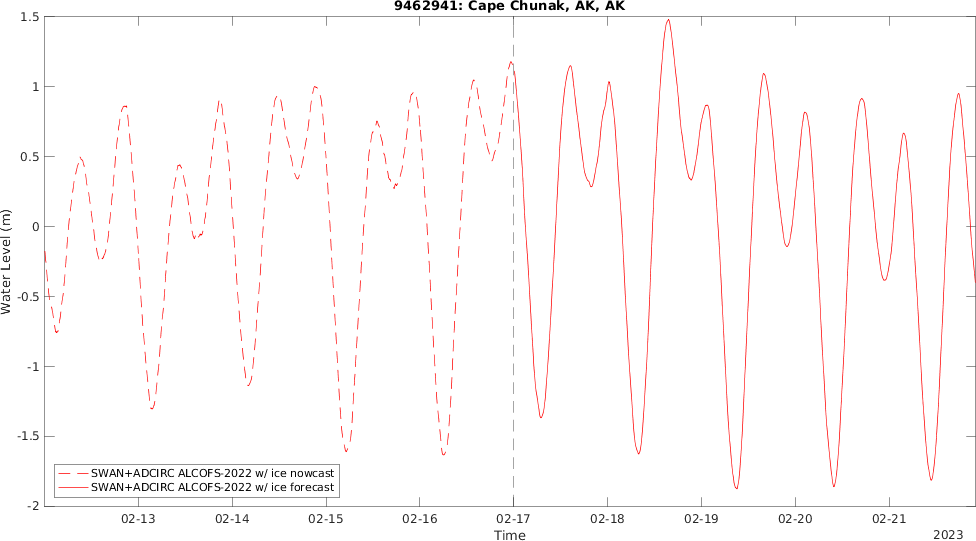 9462941: Cape Chunak, AK, AK
1.5
1
0.5
0
-0.5
-1
-1.5
-2
Water Level (m)
SWAN+ADCIRC ALCOFS-2022 w/ ice nowcast
SWAN+ADCIRC ALCOFS-2022 w/ ice forecast
02-13 02-14 02-15 02-16 02-17 02-18 02-19 02-20 02-21
Time
2023